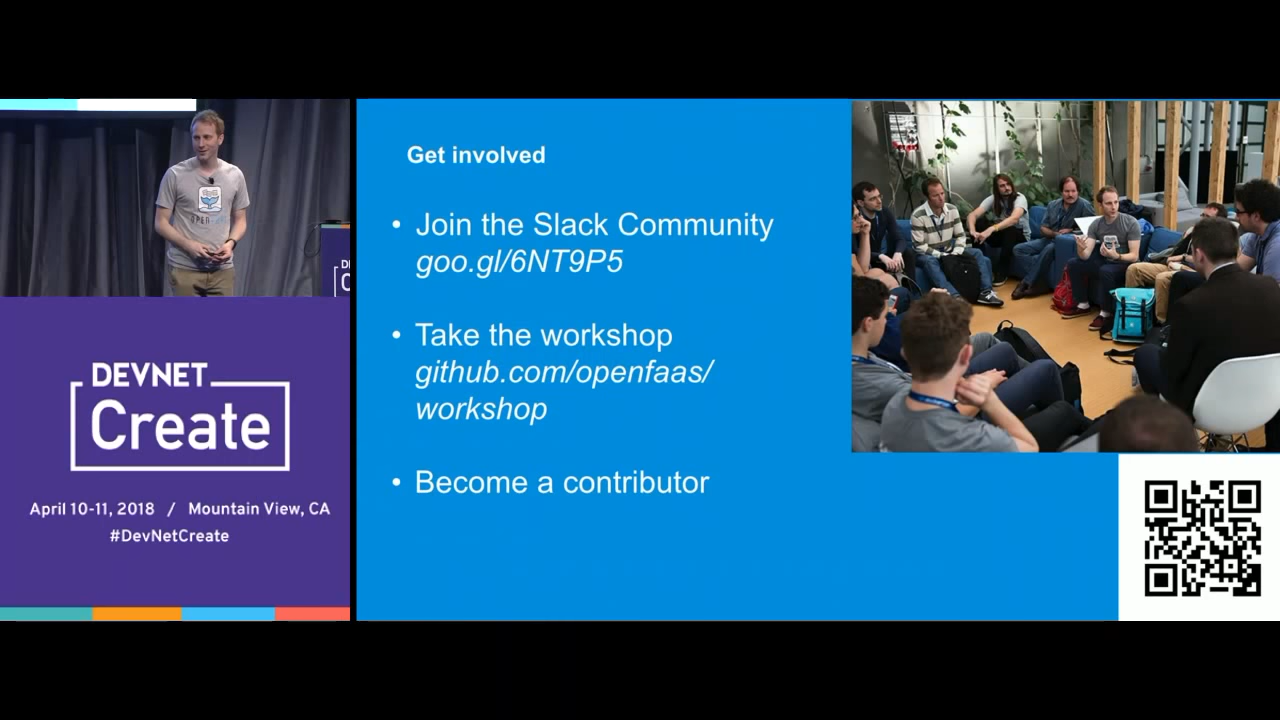 OPEN
DEVNET
Create
April 10-11, 2018 / Mountain View, CA
#DevNetCreate
Get involved
• Join the Slack Community
goo.gl/6NT9P5
• Take the workshop
github.com/openfaas/
workshop
• Become a contributor